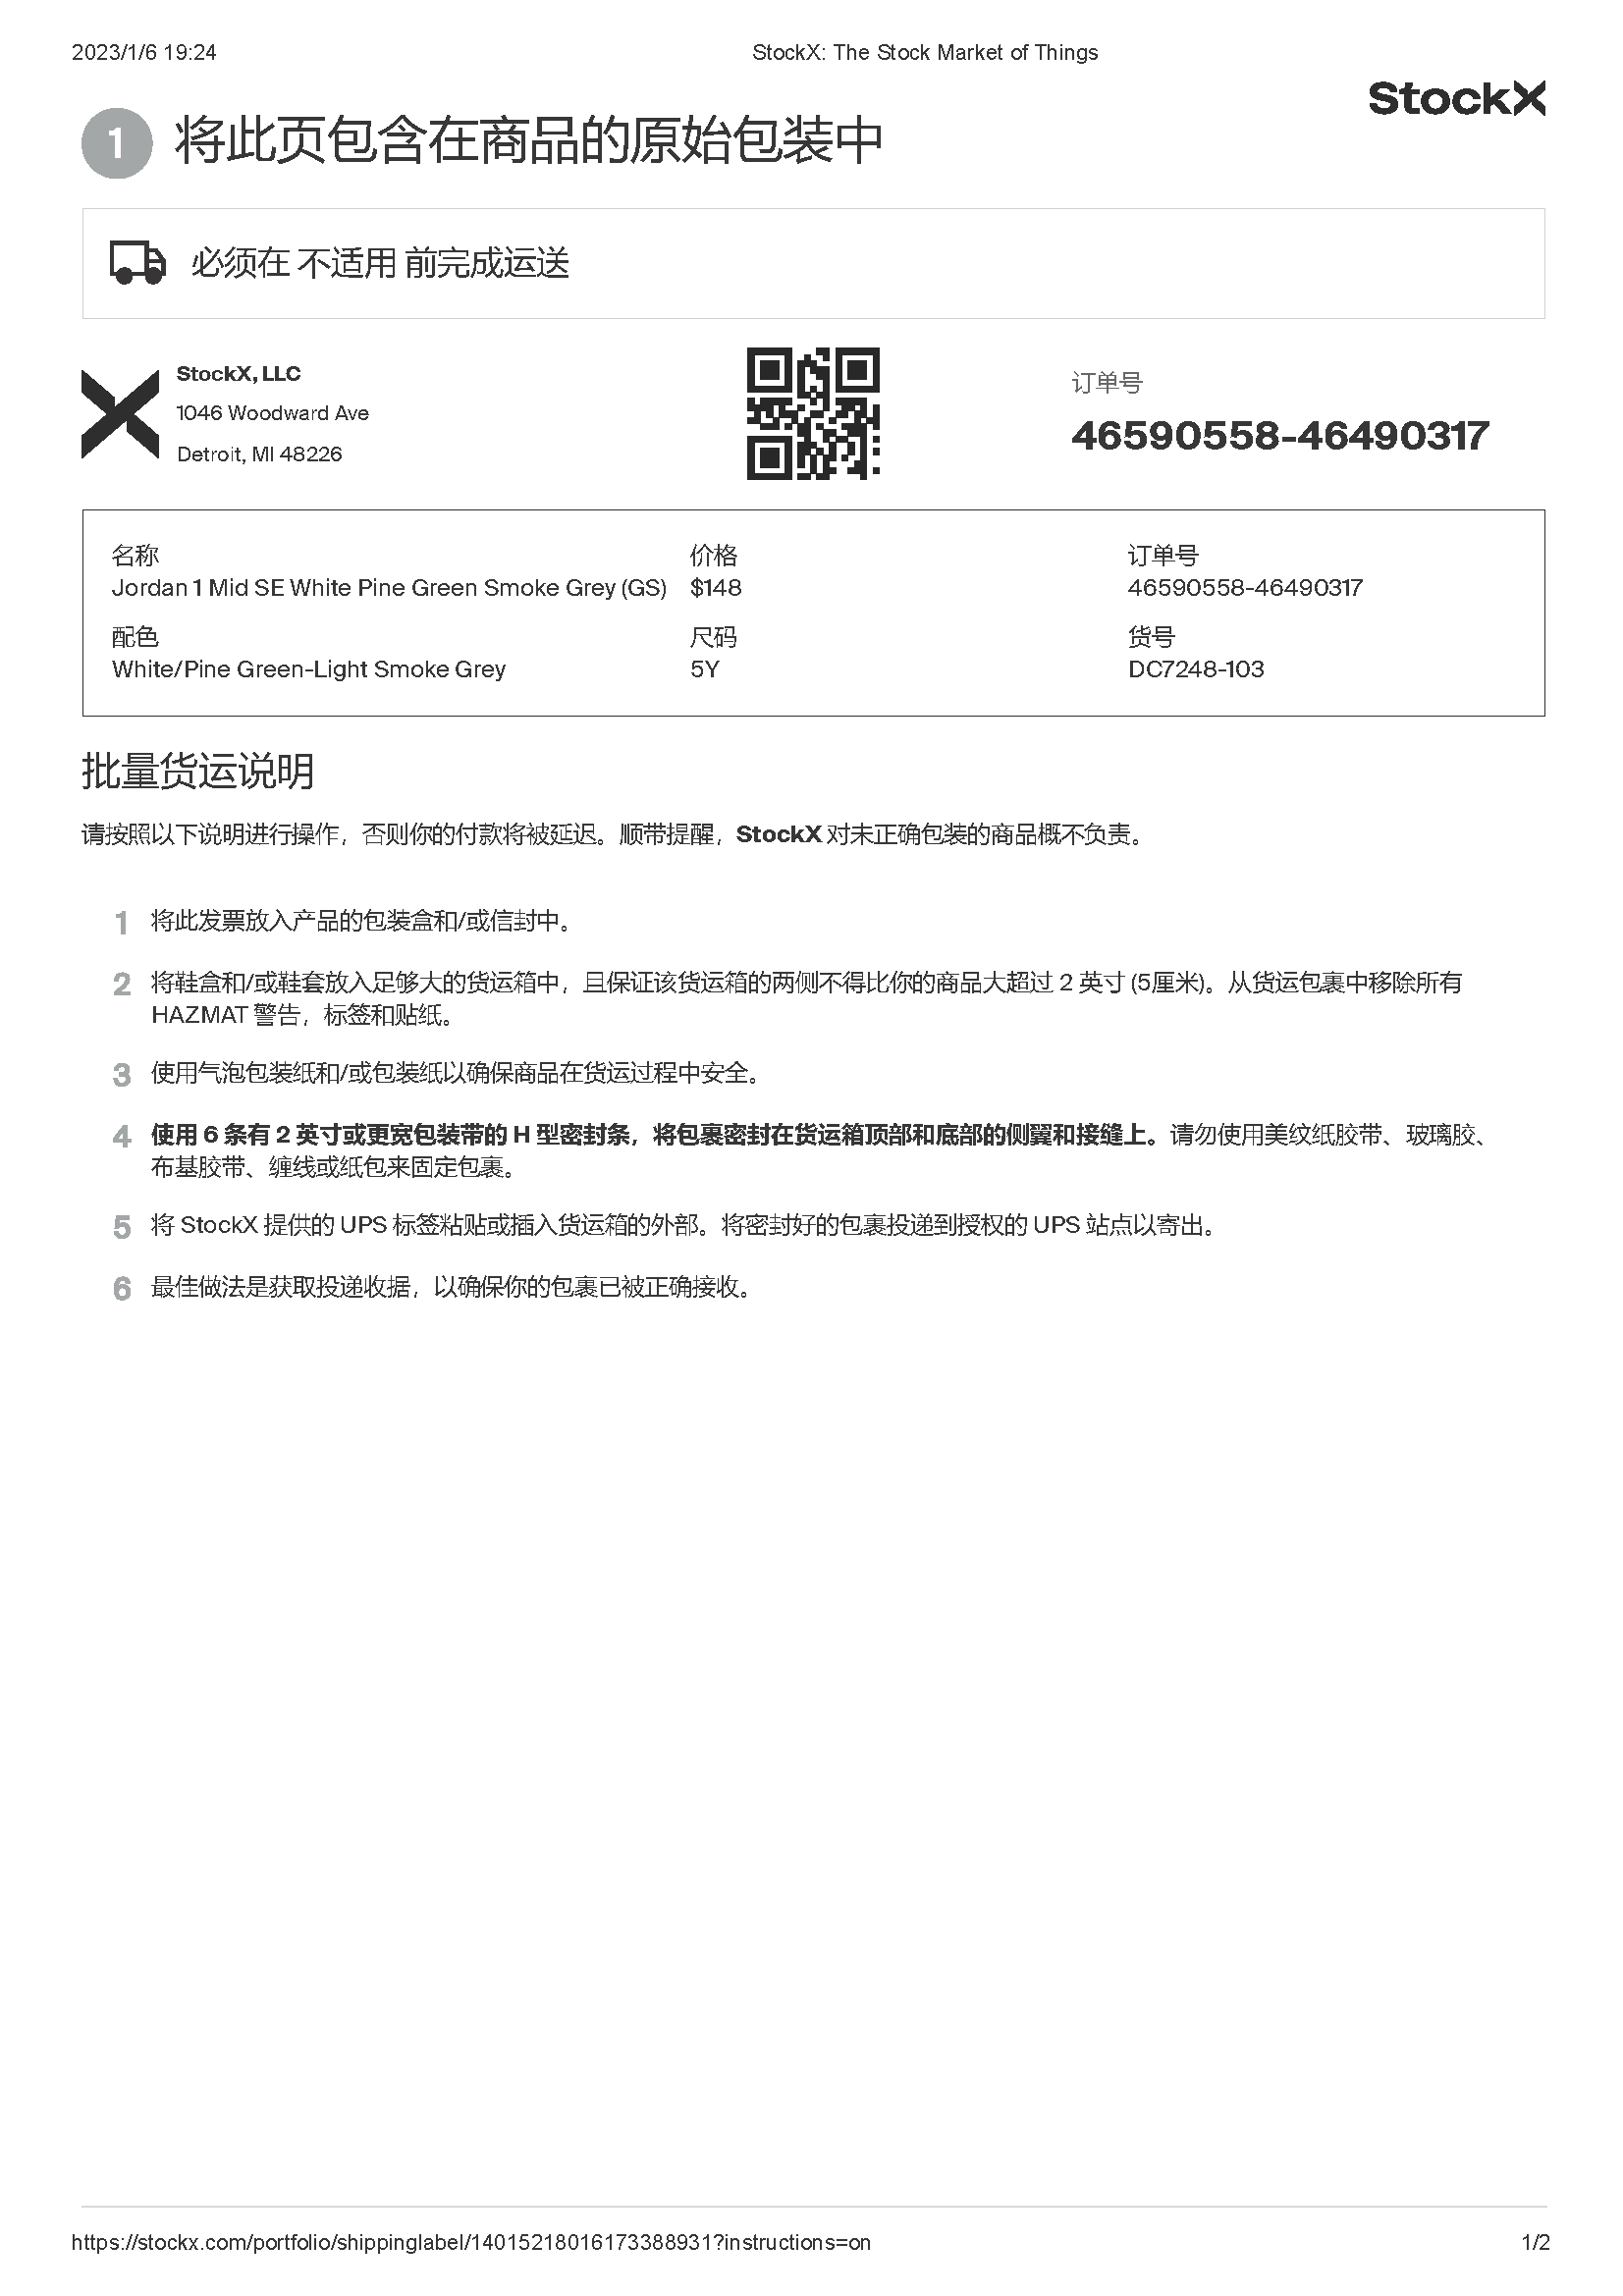 2023/1/6 19:24
StockX: The Stock Market of Things
StockX
1 将此页包含在商品的原始包装中
必须在 不适用 前完成运送
StockX, LLC
1046 Woodward Ave
Detroit, MI 48226
订单号
46590558-46490317
名称 价格 订单号
Jordan 1 Mid SE White Pine Green Smoke Grey (GS) $148 46590558-46490317
配色 尺码 货号
White/Pine Green-Light Smoke Grey 5Y DC7248-103
批量货运说明
请按照以下说明进行操作，否则你的付款将被延迟。顺带提醒，StockX 对未正确包装的商品概不负责。
1 将此发票放入产品的包装盒和/或信封中。
2 将鞋盒和/或鞋套放入足够大的货运箱中，且保证该货运箱的两侧不得比你的商品大超过 2 英寸 (5厘米)。从货运包裹中移除所有
HAZMAT 警告，标签和贴纸。
3 使用气泡包装纸和/或包装纸以确保商品在货运过程中安全。
4 使用 6 条有 2 英寸或更宽包装带的 H 型密封条，将包裹密封在货运箱顶部和底部的侧翼和接缝上。请勿使用美纹纸胶带、玻璃胶、
布基胶带、缠线或纸包来固定包裹。
5 将 StockX 提供的 UPS 标签粘贴或插入货运箱的外部。将密封好的包裹投递到授权的 UPS 站点以寄出。
6 最佳做法是获取投递收据，以确保你的包裹已被正确接收。
https://stockx.com/portfolio/shippinglabel/14015218016173388931?instructions=on
1/2